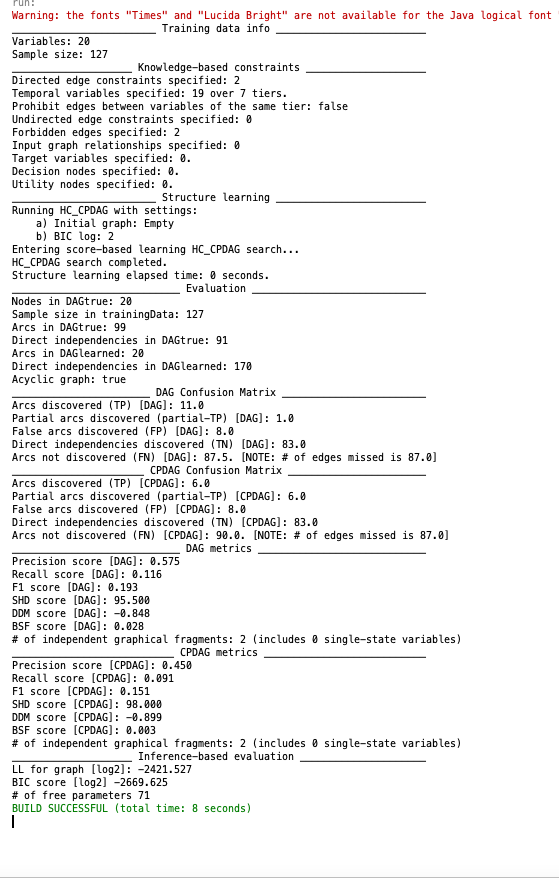 run:
Warning: the fonts "Times" and "Lucida Bright" are not available for the Java logical font
________________________ Training data info ______________________
Variables: 20
Sample size: 127
____________________ Knowledge-based constraints ____________________
Directed edge constraints specified: 2
Temporal variables specified: 19 over 7 tiers.
Prohibit edges between variables of the same tier: false
Undirected edge constraints specified: 0
Forbidden edges specified: 2
Input graph relationships specified: 0
Target variables specified: 0.
Decision nodes specified: 0.
Utility nodes specified: 0.
________________________ Structure learning _________________________
Running HC_CPDAG with settings:
a) Initial graph: Empty
b) BIC log: 2
Entering score-based learning HC_CPDAG search...
HC_CPDAG search completed.
Structure learning elapsed time: 0 seconds.
____________________________ Evaluation _____________________________
Nodes in DAGtrue: 20
Sample size in trainingData: 127
Arcs in DAGtrue: 99
Direct independencies in DAGtrue: 91
Arcs in DAGlearned: 20
Direct independencies in DAGlearned: 170
Acyclic graph: true
_______________________ DAG Confusion Matrix ________________________
Arcs discovered (TP) [DAG]: 11.0
Partial arcs discovered (partial-TP) [DAG]: 1.0
False arcs discovered (FP) [DAG]: 8.0
Direct independencies discovered (TN) [DAG]: 83.0
Arcs not discovered (FN) [DAG]: 87.5. [NOTE: # of edges missed is 87.0]
______________________ CPDAG Confusion Matrix _______________________
Arcs discovered (TP) [CPDAG]: 6.0
Partial arcs discovered (partial-TP) [CPDAG]: 6.0
False arcs discovered (FP) [CPDAG]: 8.0
Direct independencies discovered (TN) [CPDAG]: 83.0
Arcs not discovered (FN) [CPDAG]: 90.0. [NOTE: # of edges missed is 87.0]
____________________________ DAG metrics ____________________________
Precision score [DAG]: 0.575
Recall score [DAG]: 0.116
F1 score [DAG]: 0.193
SHD score [DAG]: 95.500
DDM score [DAG]: -0.848
BSF score [DAG]: 0.028
# of independent graphical fragments: 2 (includes 0 single-state variables)
___________________________ CPDAG metrics ___________________________
Precision score [CPDAG]: 0.450
Recall score [CPDAG]: 0.091
F1 score [CPDAG]: 0.151
SHD score [CPDAG]: 98.000
DDM score [CPDAG]: -0.899
BSF score [CPDAG]: 0.003
# of independent graphical fragments: 2 (includes 0 single-state variables)
____________________ Inference-based evaluation _____________________
LL for graph [log2]: -2421.527
BIC score [log2] -2669.625
# of free parameters 71
BUILD SUCCESSFUL (total time: 8 seconds)